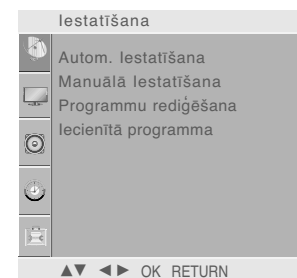 Iestatīšana
Autom. Iestatīšana
Manuālā Iestatīšana
Programmu rediģēšana
Iecienītā programma
▲▼ ◄► OK RETURN